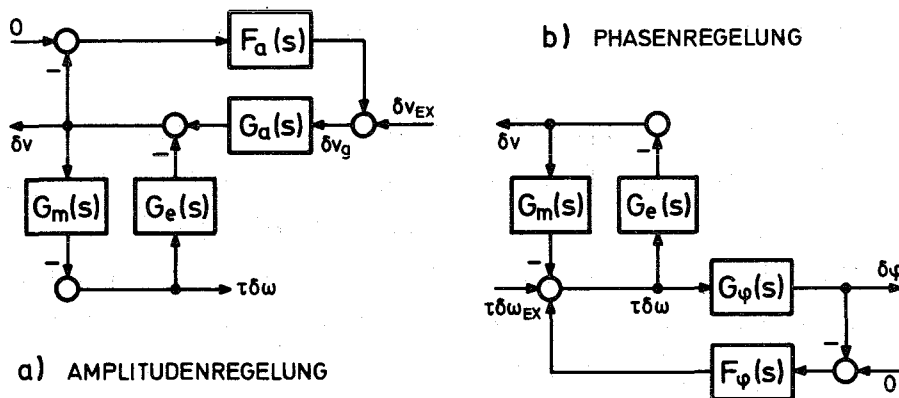 0
−
F_a(s)
δv_EX
δv
−
G_a(s)
δv_g
G_m(s)
G_e(s)
−
τδω
a) AMPLITUDENREGELUNG
b) PHASENREGELUNG
δv
−
G_m(s)
G_e(s)
−
τδω_EX
τδω
G_φ(s)
δφ
−
F_φ(s)
0